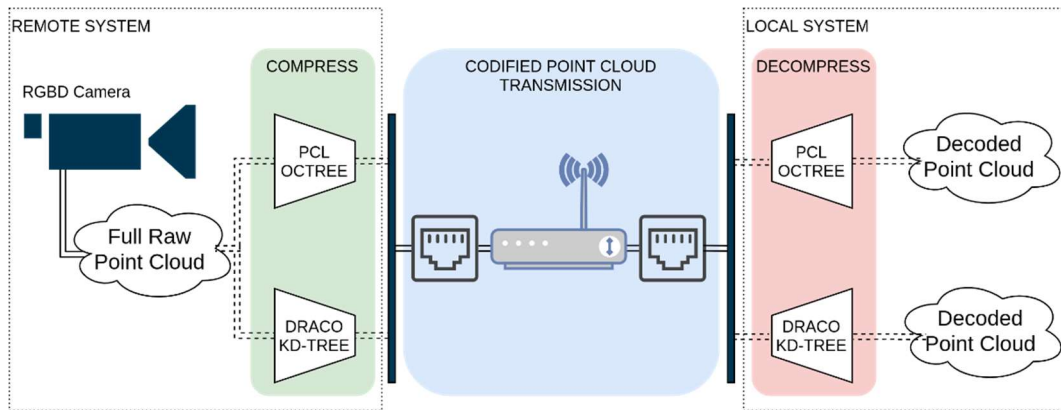 REMOTE SYSTEM
RGBD Camera
Full Raw
Point Cloud
COMPRESS
PCL
OCTREE
DRACO
KD-TREE
CODIFIED POINT CLOUD
TRANSMISSION
LOCAL SYSTEM
DECOMPRESS
PCL
OCTREE
DRACO
KD-TREE
Decoded
Point Cloud
Decoded
Point Cloud